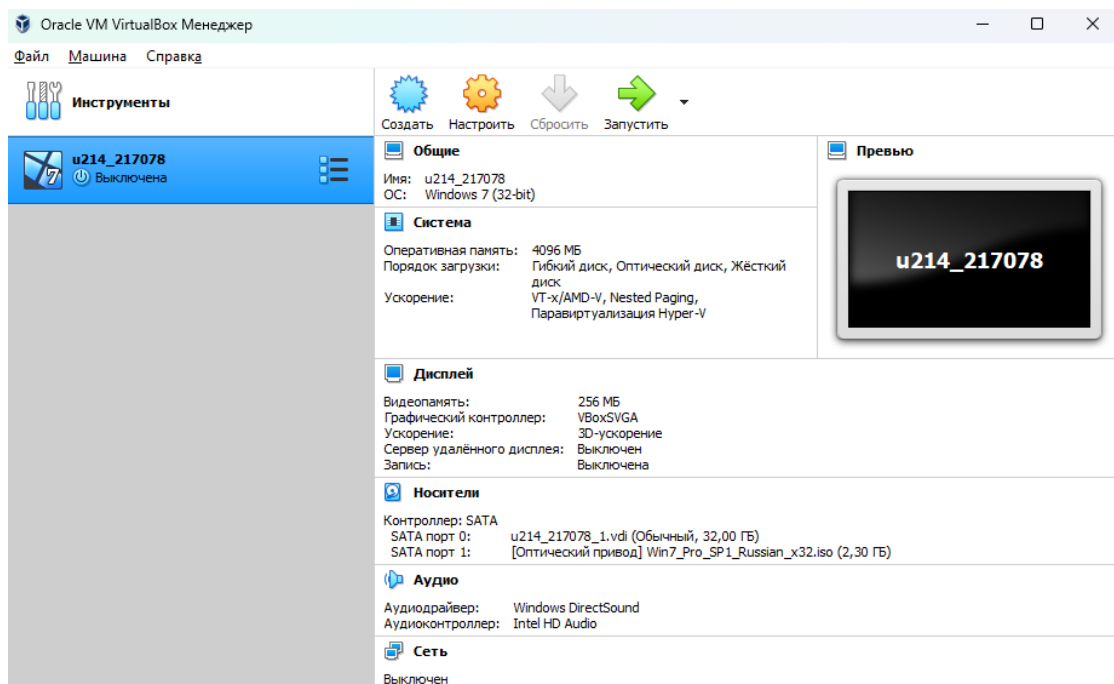 Oracle VM VirtualBox Менеджер
Файл Машина Справка
Инструменты
Создать Настроить Сбросить Запустить
u214_217078
Выключена
Общие
Имя: u214_217078
ОС: Windows 7 (32-bit)
Превью
u214_217078
Система
Оперативная память: 4096 МБ
Порядок загрузки: Гибкий диск, Оптический диск, Жёсткий
диск
Ускорение: VT-x/AMD-V, Nested Paging,
Паравиртуализация Hyper-V
Дисплей
Видеопамять: 256 МБ
Графический контроллер: VBoxSVGA
Ускорение: 3D-ускорение
Сервер удалённого дисплея: Выключен
Запись: Выключена
Носители
Контроллер: SATA
SATA порт 0: u214_217078_1.vdi (Обычный, 32,00 ГБ)
SATA порт 1: [Оптический привод] Win7_Pro_SP1_Russian_x32.iso (2,30 ГБ)
Аудио
Аудиодрайвер: Windows DirectSound
Аудиоконтроллер: Intel HD Audio
Сеть
Выключен